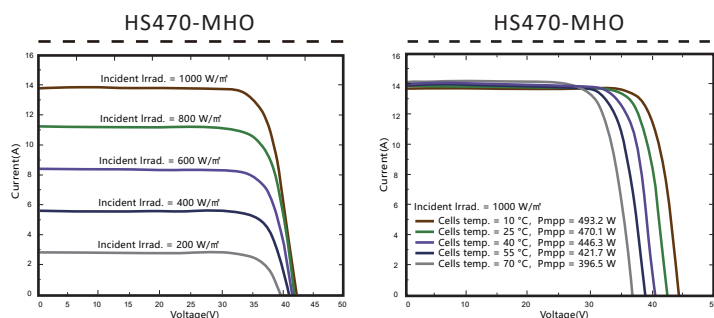 HS470-MHO
16
14
12
10
8
6
4
2
0
Current(A)
Incident Irrad. = 1000 W/㎡
Incident Irrad. = 800 W/㎡
Incident Irrad. = 600 W/㎡
Incident Irrad. = 400 W/㎡
Incident Irrad. = 200 W/㎡
0 5 10 15 20 25 30 35 40 45 50
Voltage(V)
HS470-MHO
16
14
12
10
8
6
4
2
0
Current(A)
Incident Irrad. = 1000 W/㎡
Cells temp. = 10 °C, Pmpp = 493.2 W
Cells temp. = 25 °C, Pmpp = 470.1 W
Cells temp. = 40 °C, Pmpp = 446.3 W
Cells temp. = 55 °C, Pmpp = 421.7 W
Cells temp. = 70 °C, Pmpp = 396.5 W
0 10 20 30 40 50
Voltage(V)